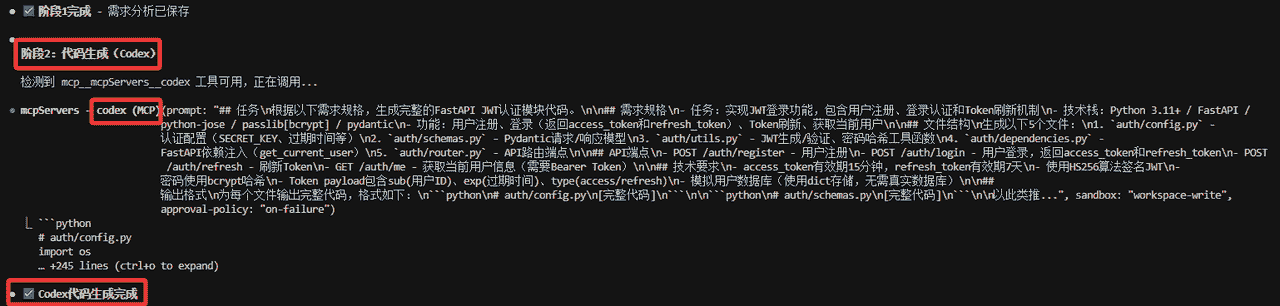 ● ☑ 阶段1完成 - 需求分析已保存
●
阶段2：代码生成（Codex）
检测到 mcp__mcpServers__codex 工具可用，正在调用...
● mcpServers - codex (MCP)(prompt: "## 任务\n根据以下需求规格，生成完整的FastAPI JWT认证模块代码。\n\n## 需求规格\n- 任务：实现JWT登录功能，包含用户注册、登录认证和Token刷新机制\n- 技术栈：Python 3.11+ / FastAPI /
python-jose / passlib[bcrypt] / pydantic\n- 功能：用户注册、登录（返回access_token和refresh_token）、Token刷新、获取当前用户\n\n## 文件结构\n生成以下5个文件：\n1. `auth/config.py` -
认证配置（SECRET_KEY、过期时间等）\n2. `auth/schemas.py` - Pydantic请求/响应模型\n3. `auth/utils.py` - JWT生成/验证、密码哈希工具函数\n4. `auth/dependencies.py` -
FastAPI依赖注入（get_current_user）\n5. `auth/router.py` - API路由端点\n\n## API端点\n- POST /auth/register - 用户注册\n- POST /auth/login - 用户登录，返回access_token和refresh_token\n- POST
/auth/refresh - 刷新Token\n- GET /auth/me - 获取当前用户信息（需要Bearer Token）\n\n## 技术要求\n- access_token有效期15分钟，refresh_token有效期7天\n- 使用HS256算法签名JWT\n-
密码使用bcrypt哈希\n- Token payload包含sub(用户ID)、exp(过期时间)、type(access/refresh)\n- 模拟用户数据库（使用dict存储，无需真实数据库）\n\n##
输出格式\n为每个文件输出完整代码，格式如下：\n```python\n# auth/config.py\n[完整代码]\n```\n\n```python\n# auth/schemas.py\n[完整代码]\n```\n\n以此类推...", sandbox: "workspace-write",
approval-policy: "on-failure")
⎿ ```python
# auth/config.py
import os
… +245 lines (ctrl+o to expand)
● ☑ Codex代码生成完成